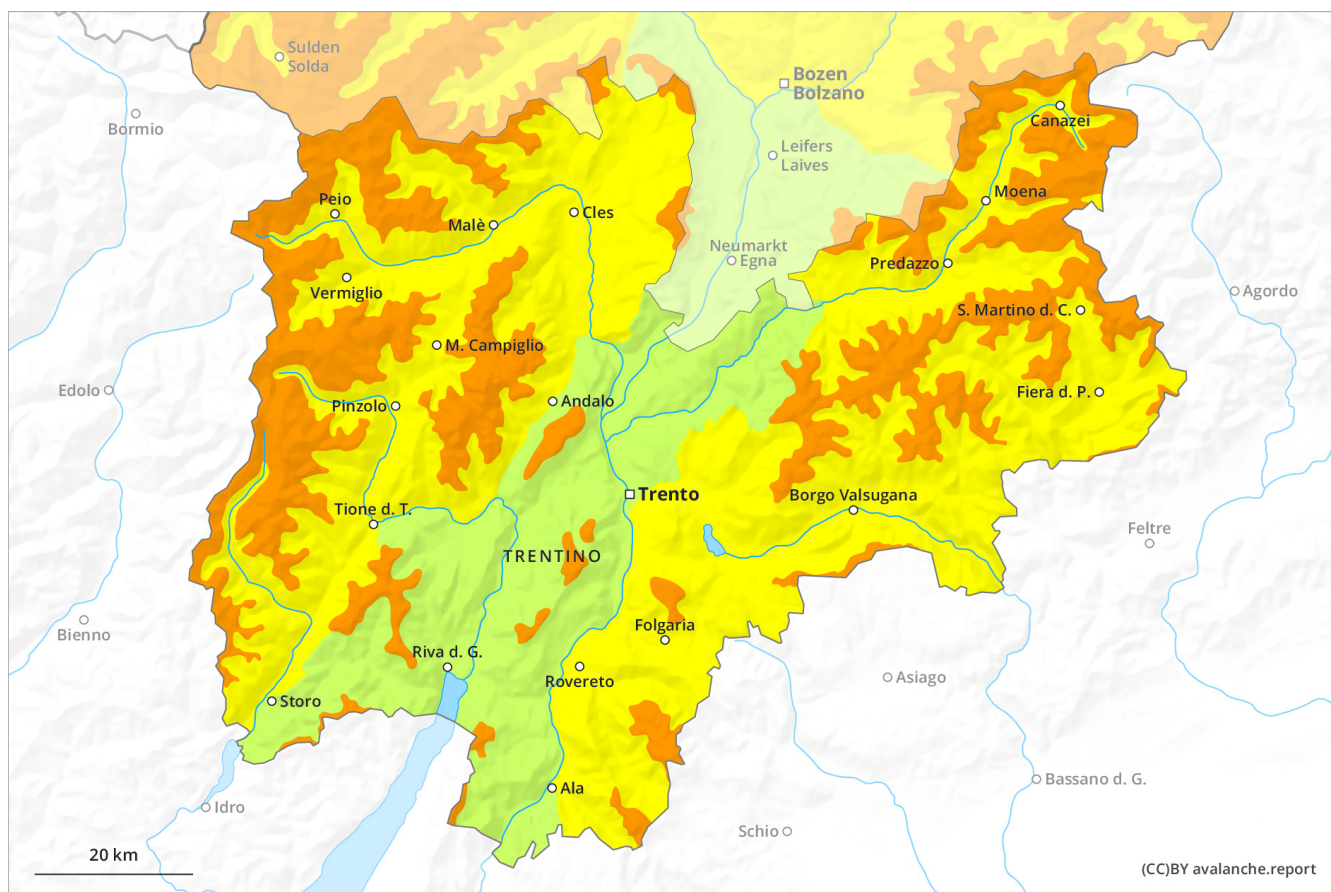 Sulden
Solda
Bozen
Bolzano
Bormio
Canazei
Leifers
Laives
Peio
Moena
Malè
Cles
Neumarkt
Egna
Predazzo
Vermiglio
Agordo
S. Martino d. C.
M. Campiglio
Edolo
Fiera d. P.
Pinzolo
Andalo
Trento
Borgo Valsugana
Tione d. T.
Feltre
TRENTINO
Bienno
Folgaria
Riva d. G.
Rovereto
Asiago
Storo
Bassano d. G.
Ala
Idro
Schio
20 km
(CC)BY avalanche.report